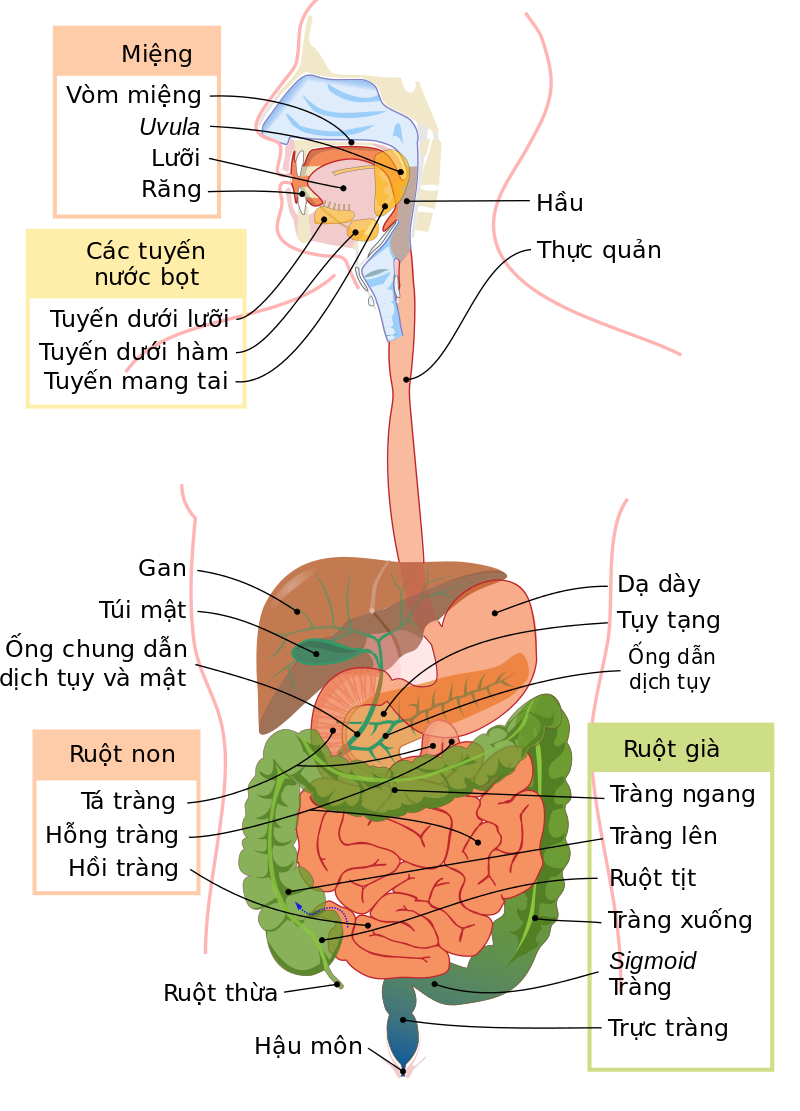 Miệng
Vòm miệng
Uvula
Lưỡi
Răng
Các tuyến
nước bọt
Tuyến dưới lưỡi
Tuyến dưới hàm
Tuyến mang tai
Hầu
Thực quản
Gan
Túi mật
Ống chung dẫn
dịch tụy và mật
Dạ dày
Tụy tạng
Ống dẫn
dịch tụy
Ruột non
Tá tràng
Hỗng tràng
Hồi tràng
Ruột già
Tràng ngang
Tràng lên
Ruột tịt
Tràng xuống
Sigmoid
Tràng
Trực tràng
Ruột thừa
Hậu môn